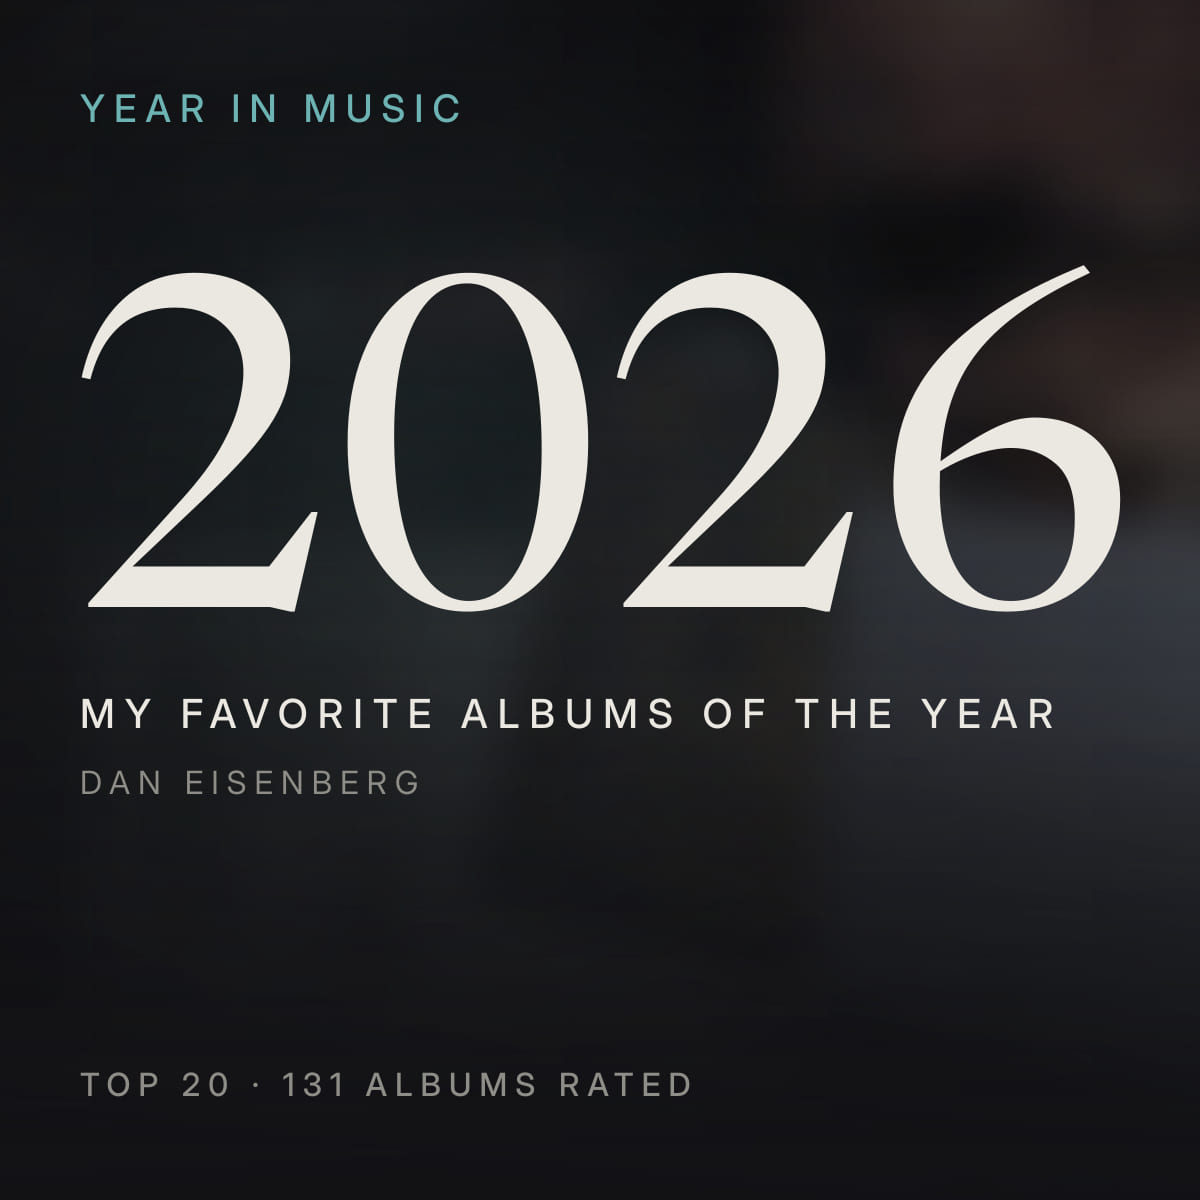 YEAR IN MUSIC
2026
MY FAVORITE ALBUMS OF THE YEAR
DAN EISENBERG
TOP 20 · 131 ALBUMS RATED